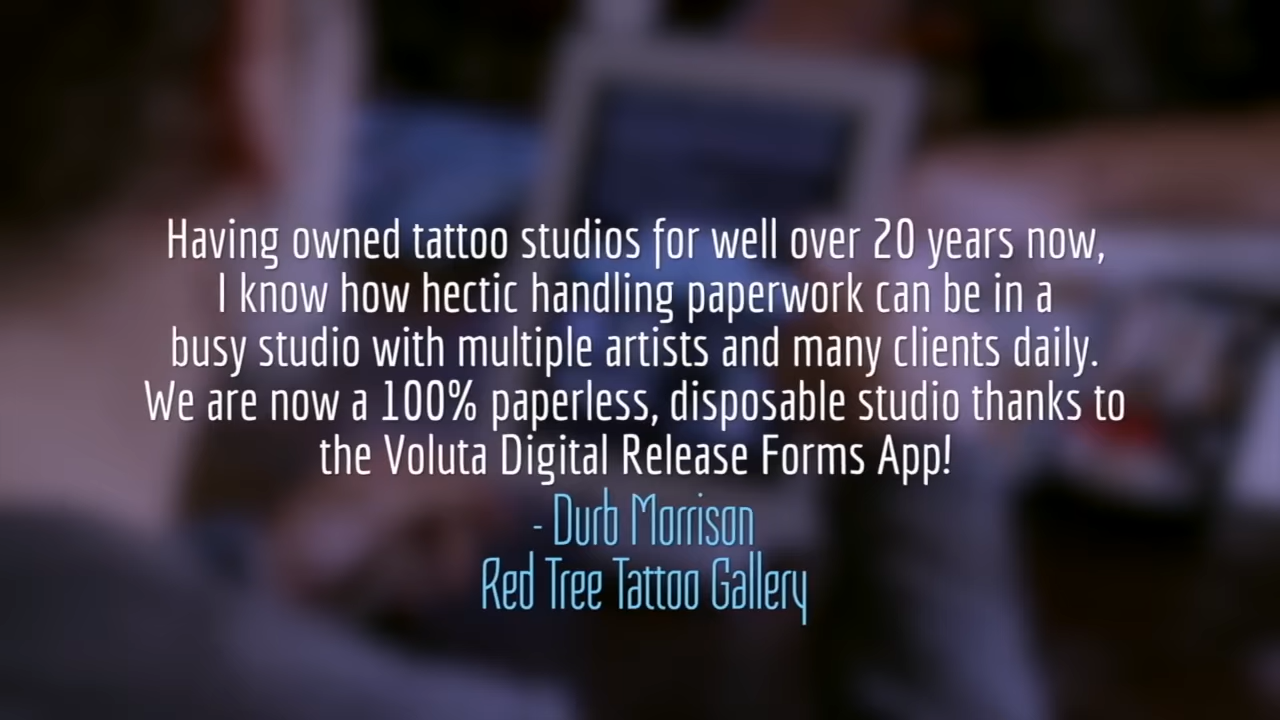 Having owned tattoo studios for well over 20 years now,
I know how hectic handling paperwork can be in a
busy studio with multiple artists and many clients daily.
We are now a 100% paperless, disposable studio thanks to
the Voluta Digital Release Forms App!
- Durb Morrison
Red Tree Tattoo Gallery